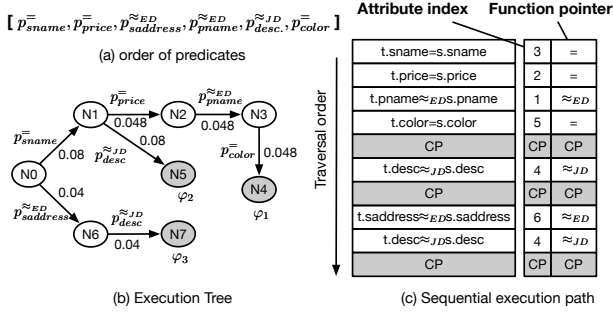 [ p=sname, p=price, p≈EDsaddress, p≈EDpname, p≈JDdesc., p=color ]
(a) order of predicates
N0
N1
N2
N3
N4
N5
N6
N7
p=sname
0.08
p=price
0.048
p≈EDpname
0.048
p=color
0.048
φ1
p≈JDdesc
0.08
φ2
p≈EDsaddress
0.04
p≈JDdesc
0.04
φ3
(b) Execution Tree
Attribute index Function pointer
Traversal order
t.sname=s.sname 3 =
t.price=s.price 2 =
t.pname≈EDs.pname 1 ≈ED
t.color=s.color 5 =
CP CP CP
t.desc≈JDs.desc 4 ≈JD
CP CP CP
t.saddress≈EDs.saddress 6 ≈ED
t.desc≈JDs.desc 4 ≈JD
CP CP CP
(c) Sequential execution path